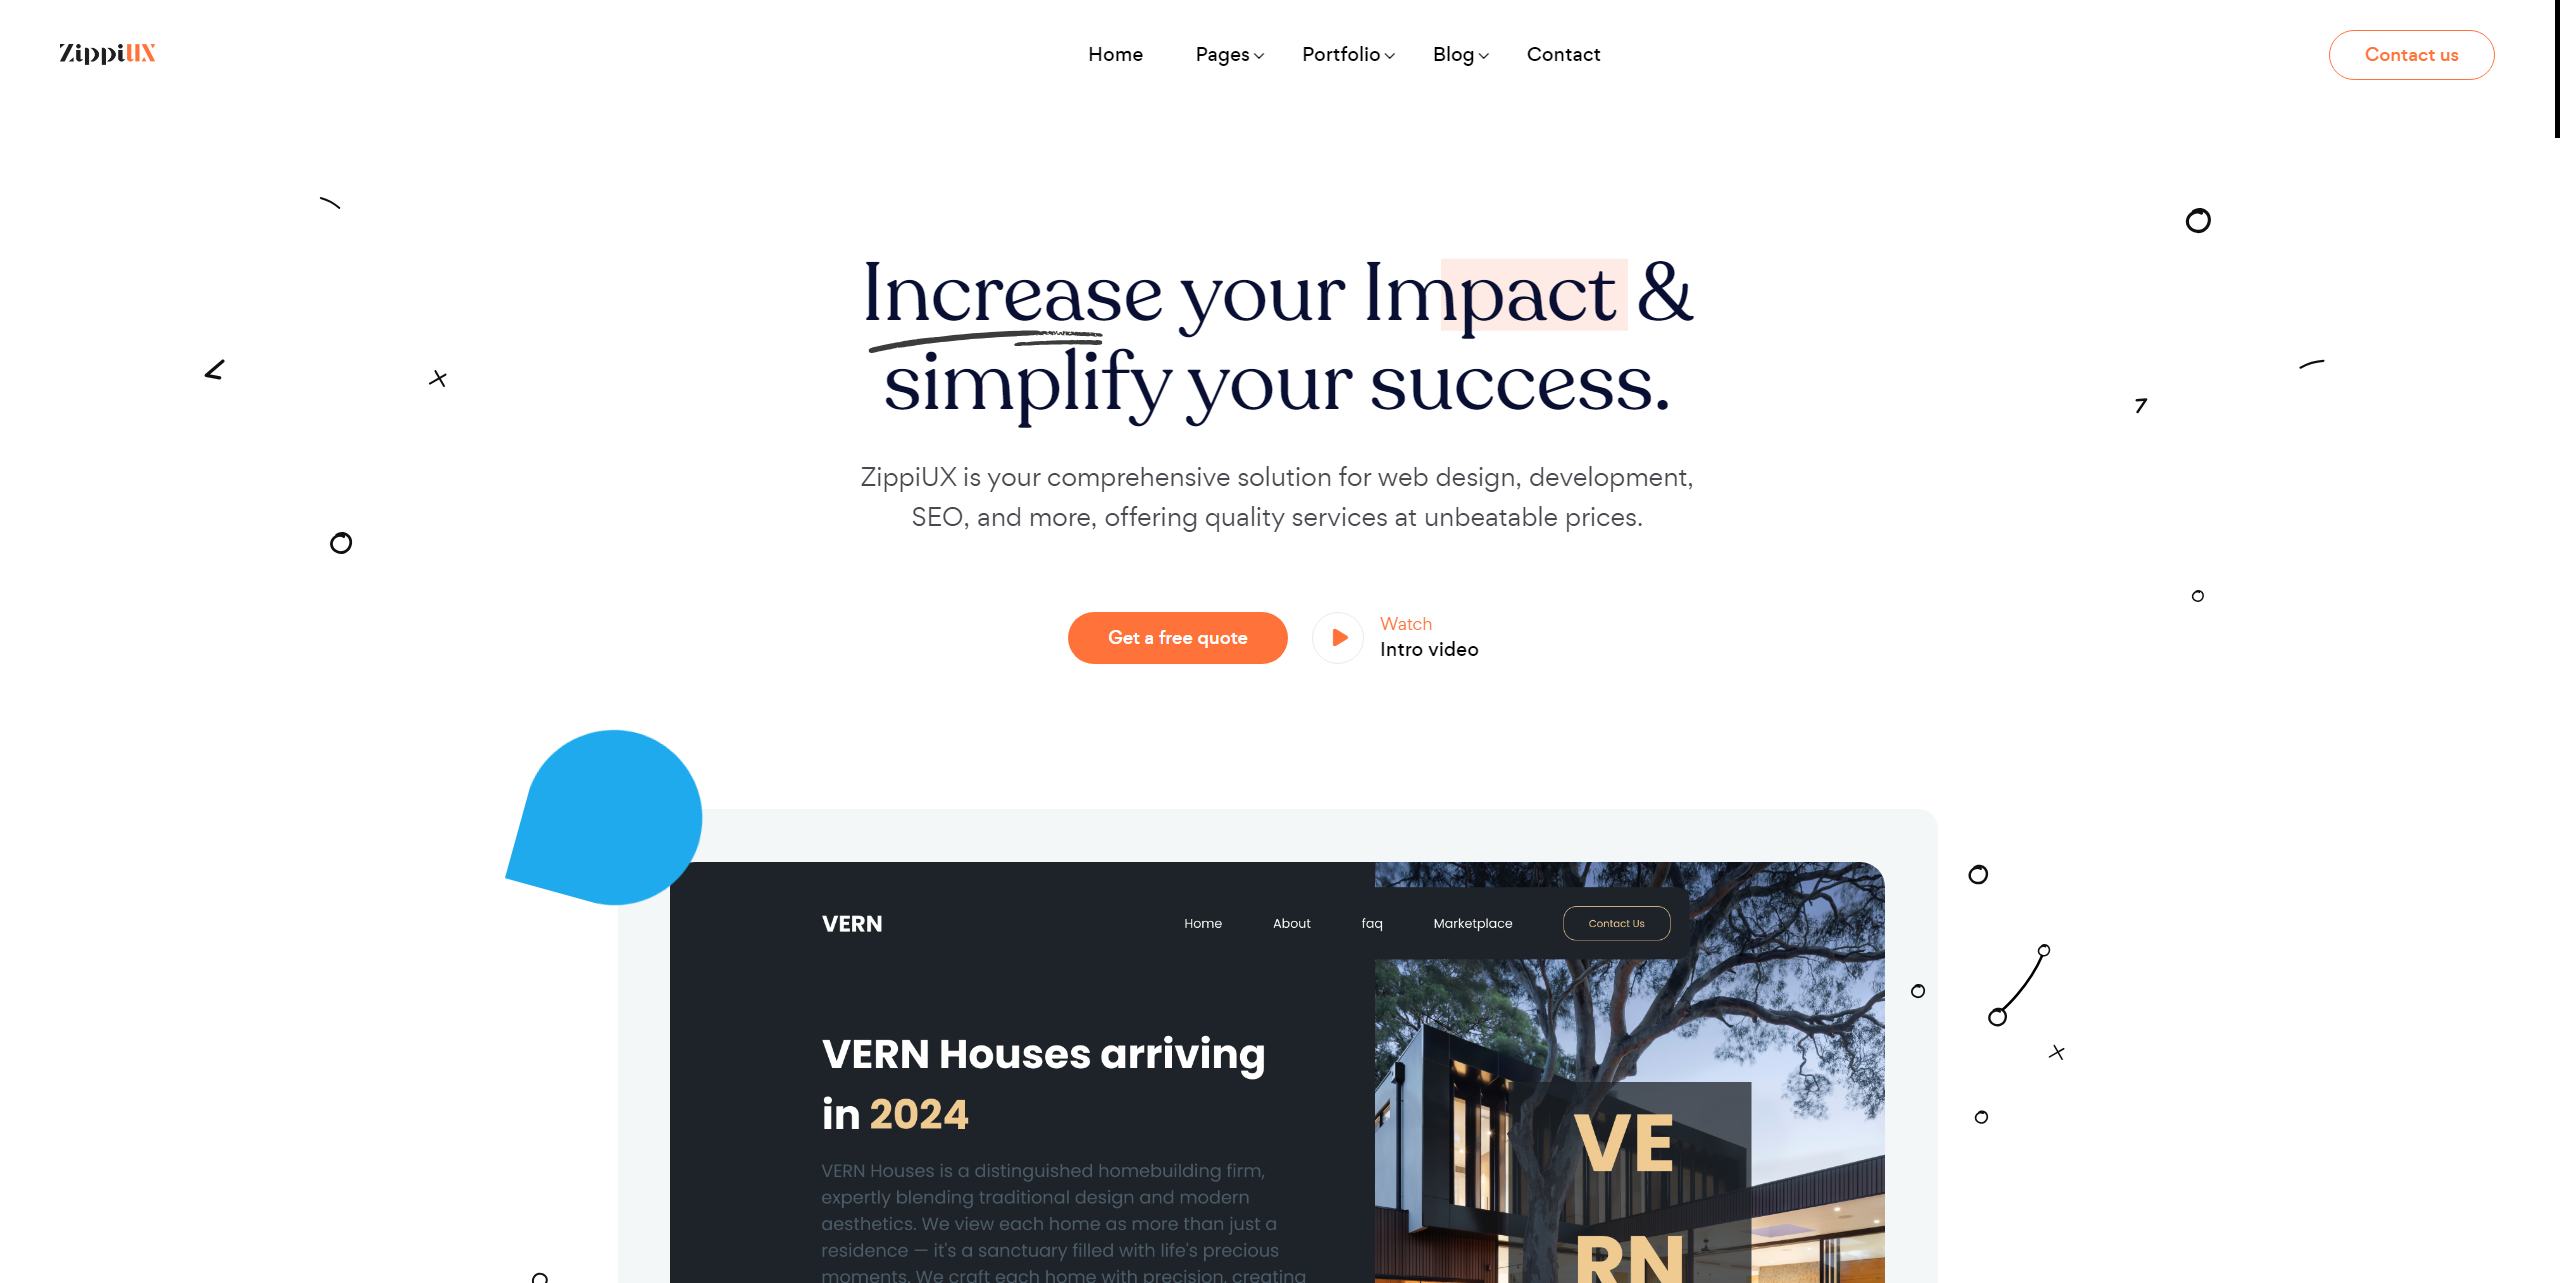 ZippiUX
Home Pages Portfolio Blog Contact
Contact us
Increase your Impact &
simplify your success.
ZippiUX is your comprehensive solution for web design, development,
SEO, and more, offering quality services at unbeatable prices.
Get a free quote
Watch
Intro video
VERN
Home About faq Marketplace Contact Us
VERN Houses arriving
in 2024
VERN Houses is a distinguished homebuilding firm,
expertly blending traditional design and modern
aesthetics. We view each home as more than just a
residence — it's a sanctuary filled with life's precious
moments. We craft each home with precision, creating
VE
RN